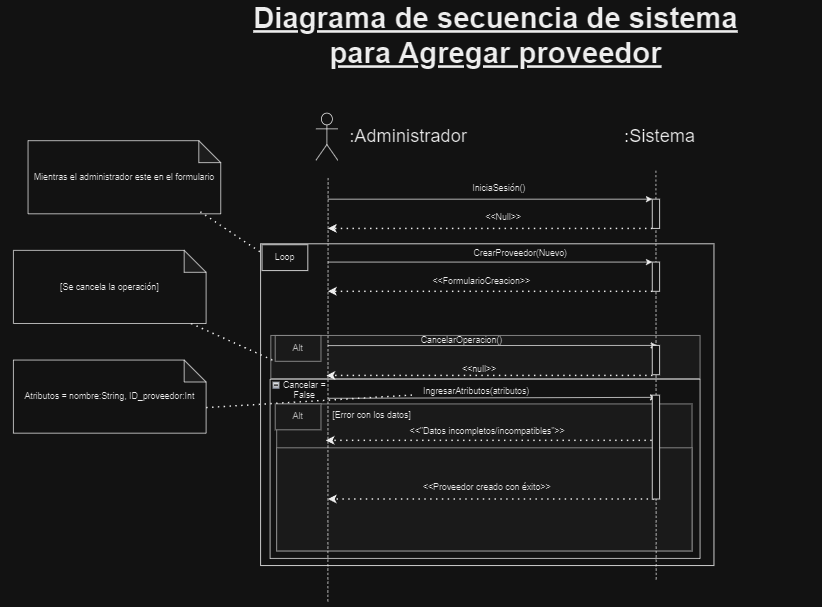 Diagrama de secuencia de sistema
para Agregar proveedor
:Administrador
:Sistema
Mientras el administrador este en el formulario
IniciaSesión()
<<Null>>
Loop
CrearProveedor(Nuevo)
<<FormularioCreacion>>
[Se cancela la operación]
Alt
CancelarOperacion()
<<null>>
Cancelar =
False
IngresarAtributos(atributos)
Atributos = nombre:String, ID_proveedor:Int
Alt
[Error con los datos]
<<"Datos incompletos/incompatibles">>
<<Proveedor creado con éxito>>